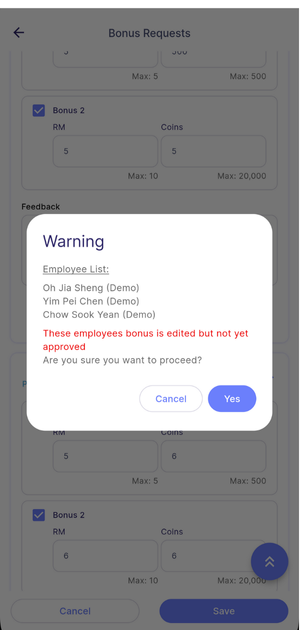 Bonus Requests
5 500
Max: 5 Max: 500
Bonus 2
RM Coins
5 5
Max: 10 Max: 20,000
Feedback
Warning
Employee List:
Oh Jia Sheng (Demo)
Yim Pei Chen (Demo)
Chow Sook Yean (Demo)
These employees bonus is edited but not yet
approved
Are you sure you want to proceed?
Cancel Yes
RM Coins
5 6
Max: 5 Max: 500
Bonus 2
RM Coins
6 6
Max: 10 Max: 20,000
Cancel Save